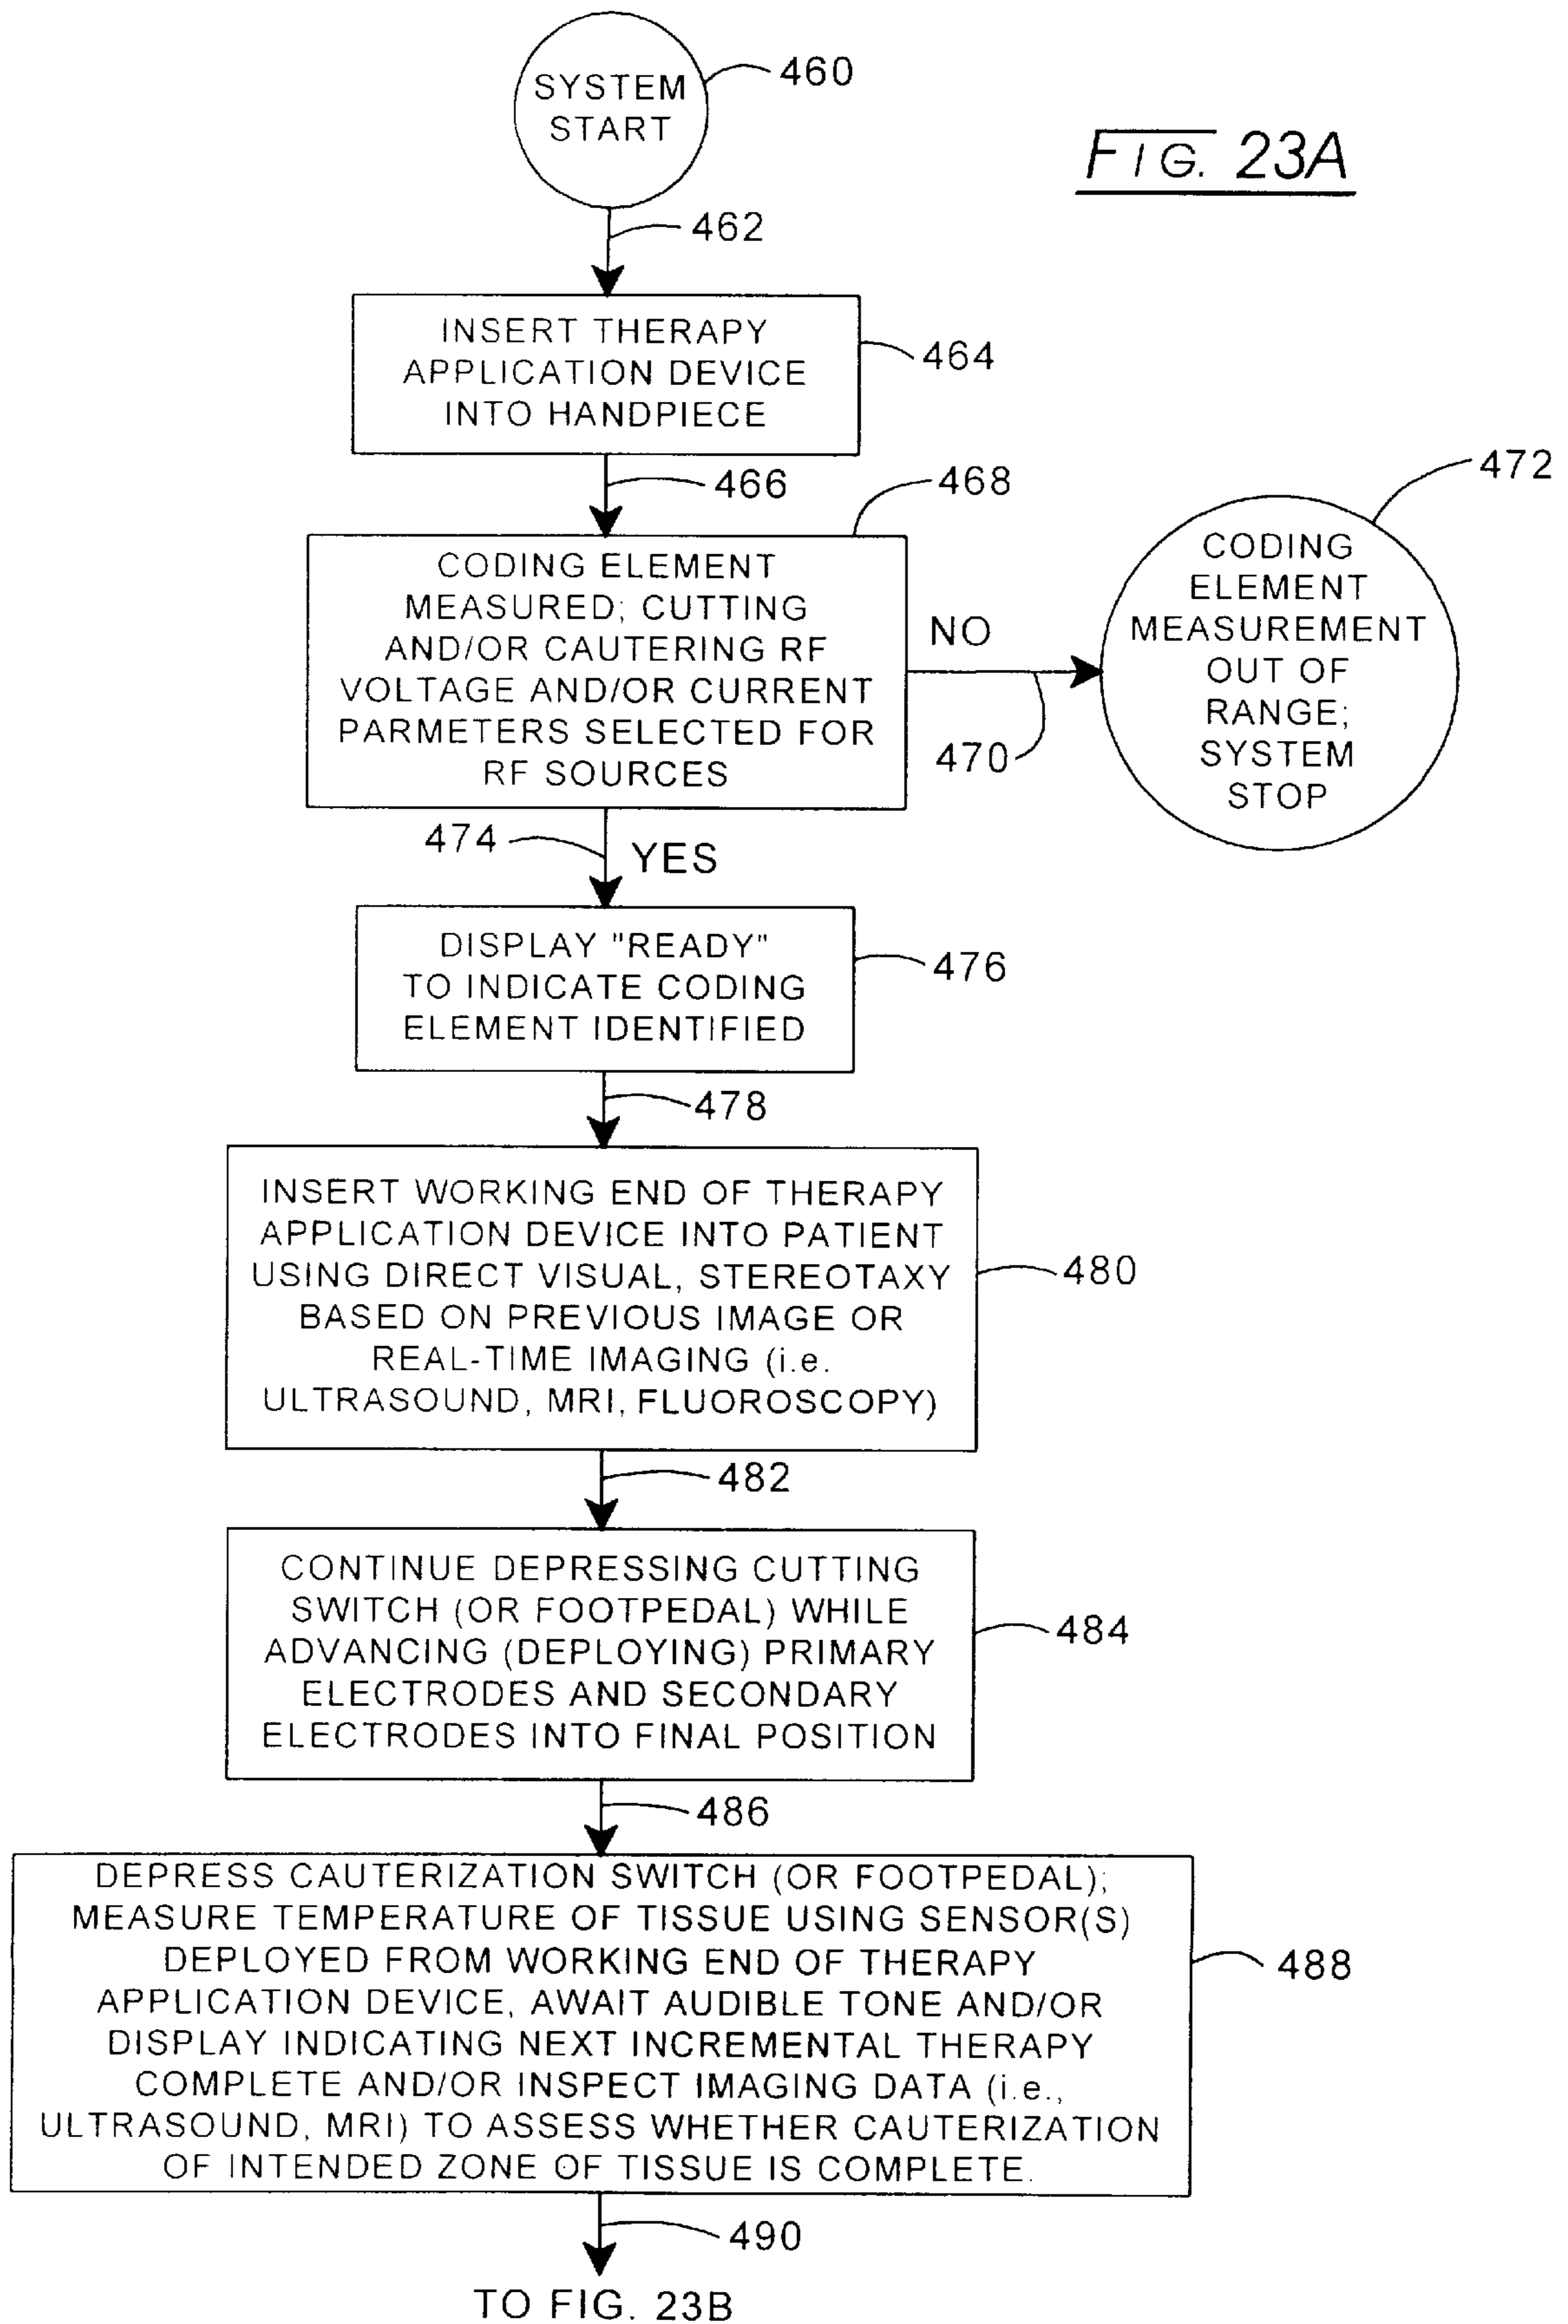 SYSTEM
START
460
FIG. 23A
462
INSERT THERAPY
APPLICATION DEVICE
INTO HANDPIECE
464
466
468
472
CODING ELEMENT
MEASURED; CUTTING
AND/OR CAUTERING RF
VOLTAGE AND/OR CURRENT
PARMETERS SELECTED FOR
RF SOURCES
NO
470
CODING
ELEMENT
MEASUREMENT
OUT OF
RANGE;
SYSTEM
STOP
474
YES
DISPLAY "READY"
TO INDICATE CODING
ELEMENT IDENTIFIED
476
478
INSERT WORKING END OF THERAPY
APPLICATION DEVICE INTO PATIENT
USING DIRECT VISUAL, STEREOTAXY
BASED ON PREVIOUS IMAGE OR
REAL-TIME IMAGING (i.e.
ULTRASOUND, MRI, FLUOROSCOPY)
480
482
CONTINUE DEPRESSING CUTTING
SWITCH (OR FOOTPEDAL) WHILE
ADVANCING (DEPLOYING) PRIMARY
ELECTRODES AND SECONDARY
ELECTRODES INTO FINAL POSITION
484
486
DEPRESS CAUTERIZATION SWITCH (OR FOOTPEDAL);
MEASURE TEMPERATURE OF TISSUE USING SENSOR(S)
DEPLOYED FROM WORKING END OF THERAPY
APPLICATION DEVICE, AWAIT AUDIBLE TONE AND/OR
DISPLAY INDICATING NEXT INCREMENTAL THERAPY
COMPLETE AND/OR INSPECT IMAGING DATA (i.e.,
ULTRASOUND, MRI) TO ASSESS WHETHER CAUTERIZATION
OF INTENDED ZONE OF TISSUE IS COMPLETE.
488
490
TO FIG. 23B